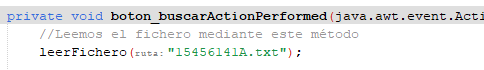 private void boton_buscarActionPerformed(java.awt.event.Acti
//Leemos el fichero mediante este método
leerFichero(ruta: "15456141A.txt");